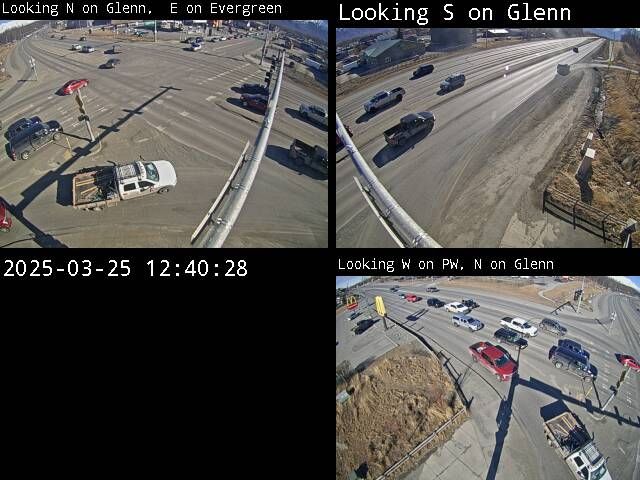 Looking N on Glenn,  E on Evergreen
Looking S on Glenn
2025-03-25 12:40:28
Looking W on PW, N on Glenn